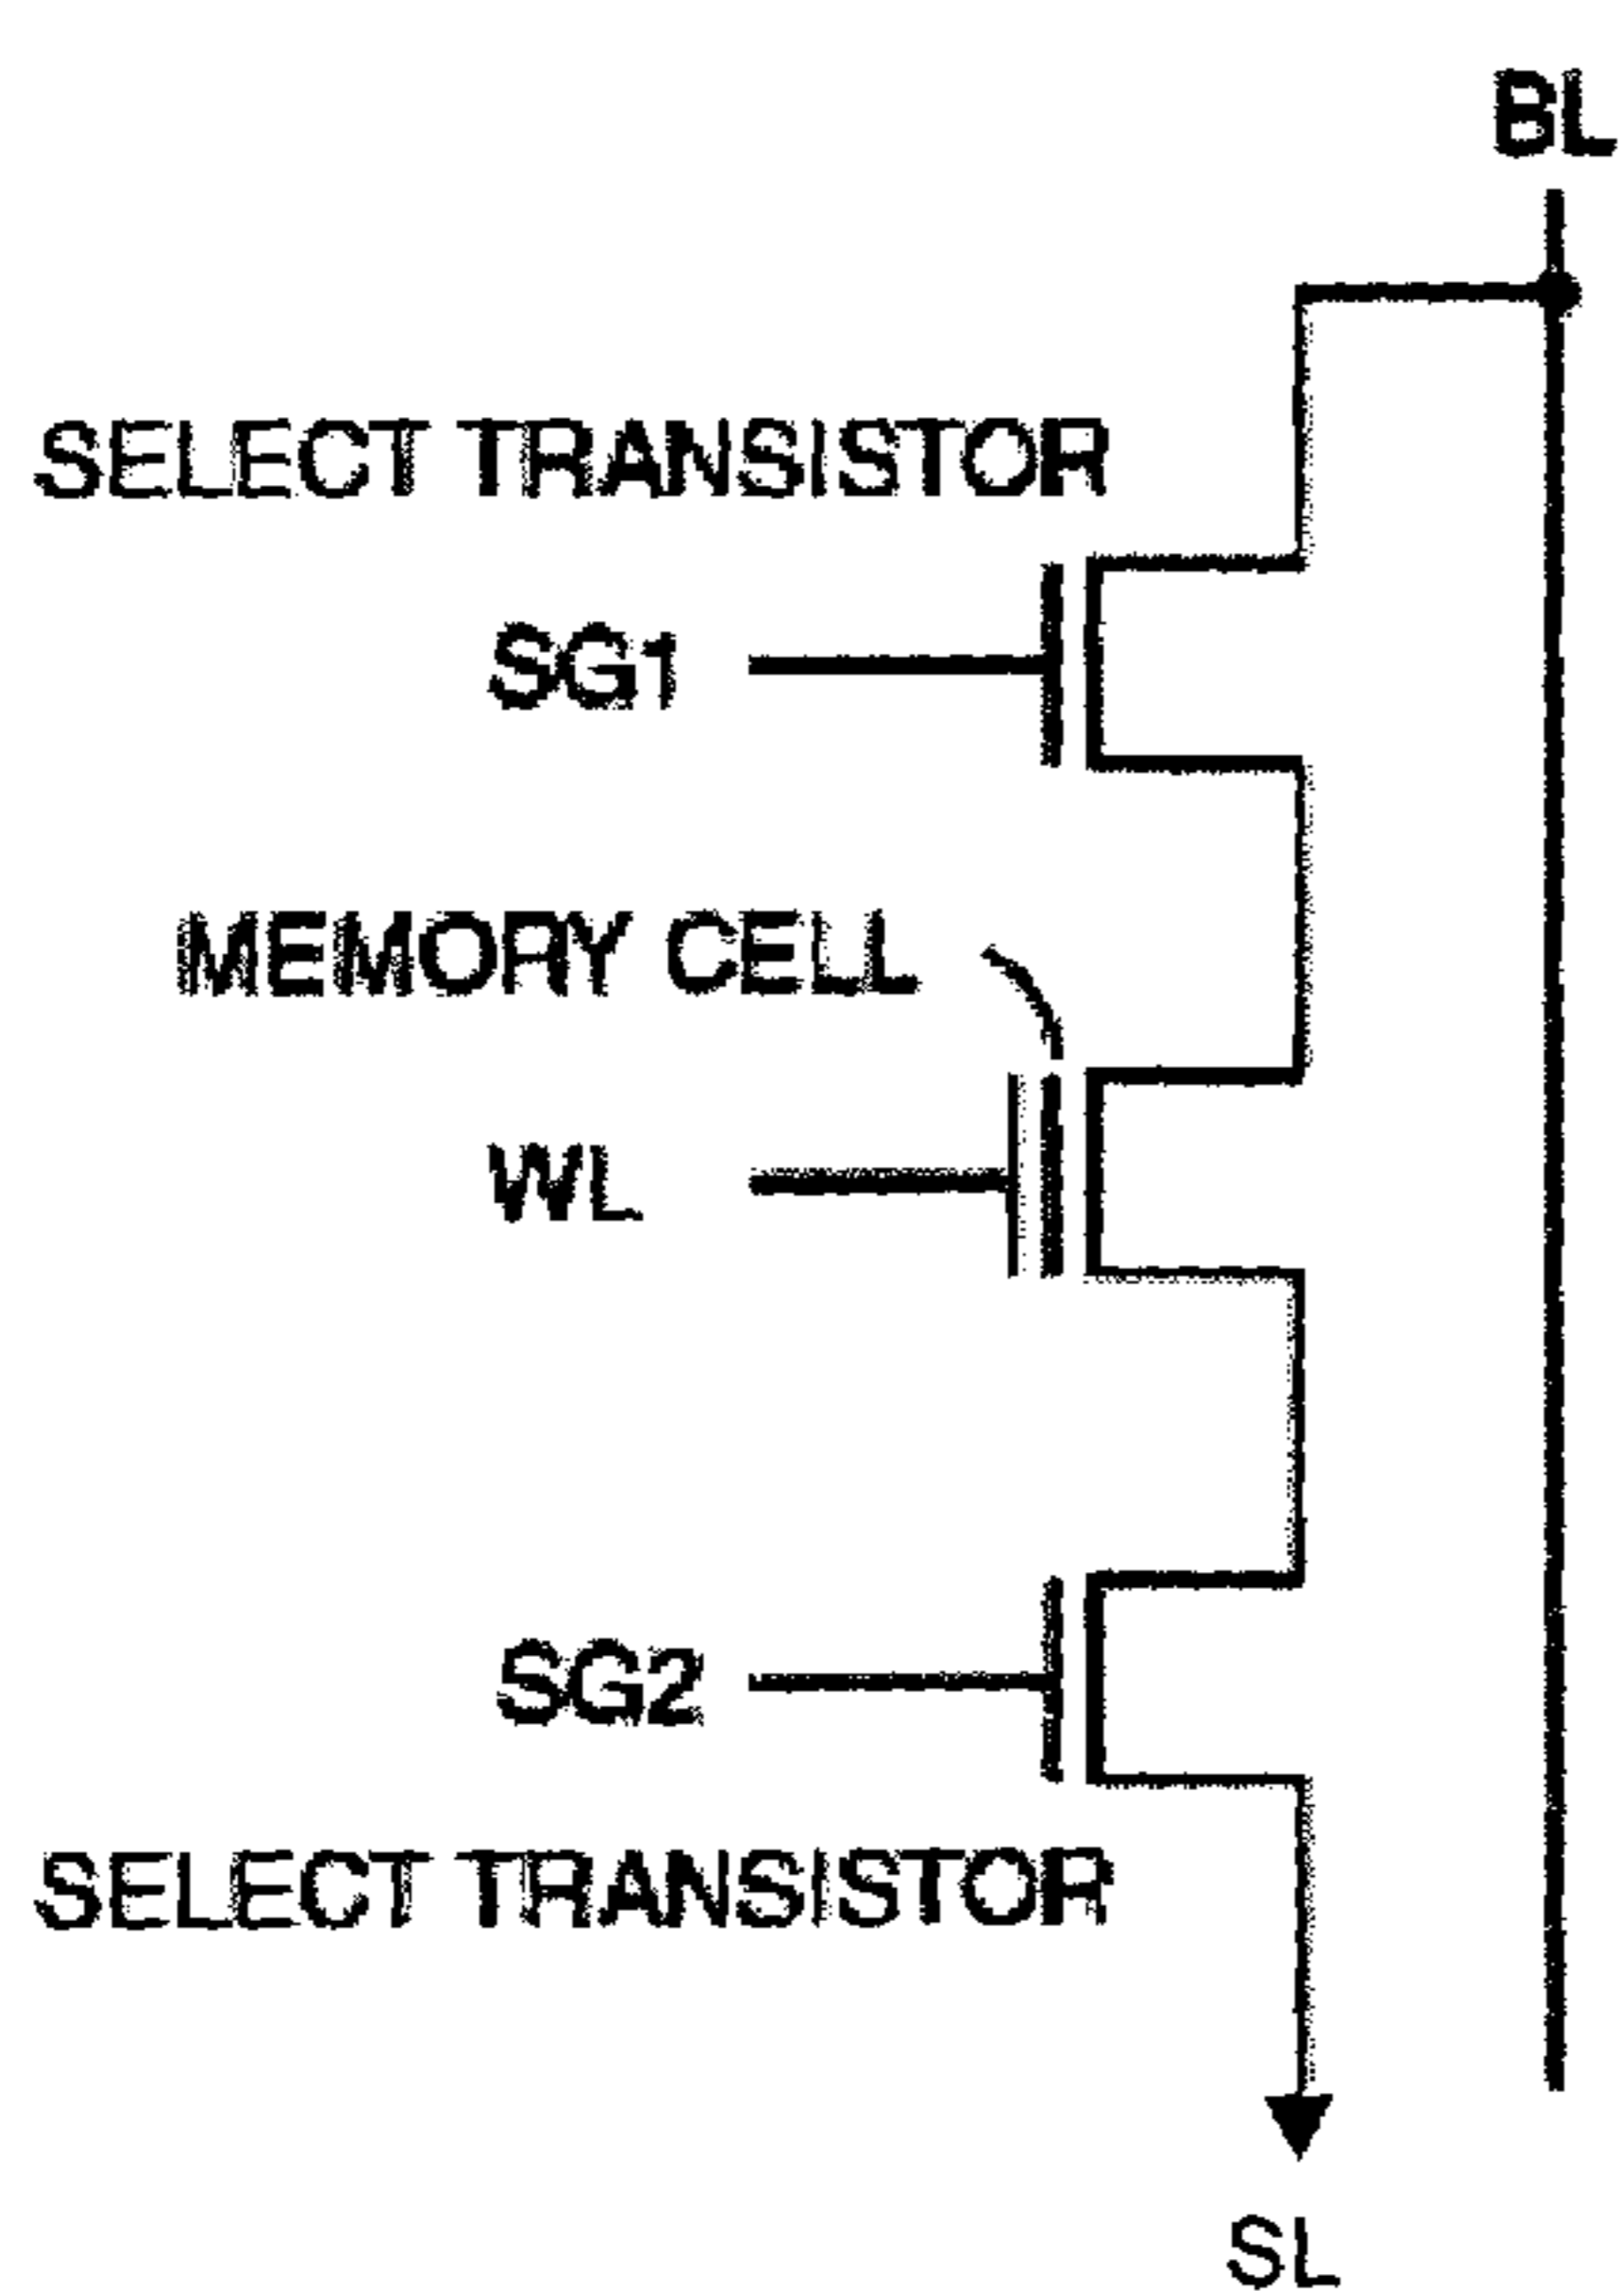 BL
SELECT TRANSISTOR
SG1
MEMORY CELL
WL
SG2
SELECT TRANSISTOR
SL